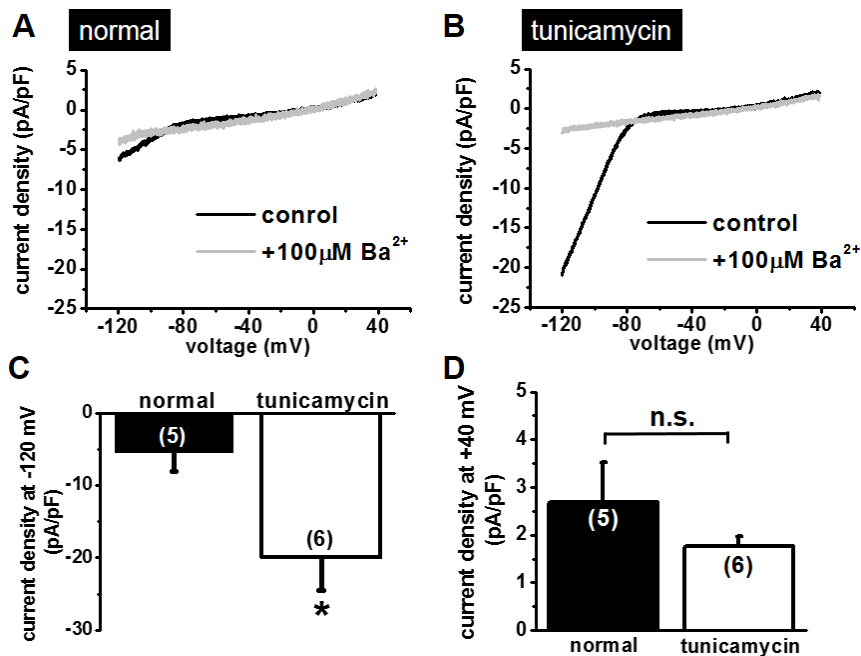 A
normal
current density (pA/pF)
5
0
-5
-10
-15
-20
-25
conrol
+100μM Ba²⁺
-120
-80
-40
0
40
voltage (mV)
B
tunicamycin
current density (pA/pF)
5
0
-5
-10
-15
-20
-25
control
+100μM Ba²⁺
-120
-80
-40
0
40
voltage (mV)
C
current density at -120 mV
(pA/pF)
normal
tunicamycin
0
-10
-20
-30
(5)
(6)
*
D
current density at +40 mV
(pA/pF)
5
4
3
2
1
0
n.s.
(5)
(6)
normal
tunicamycin